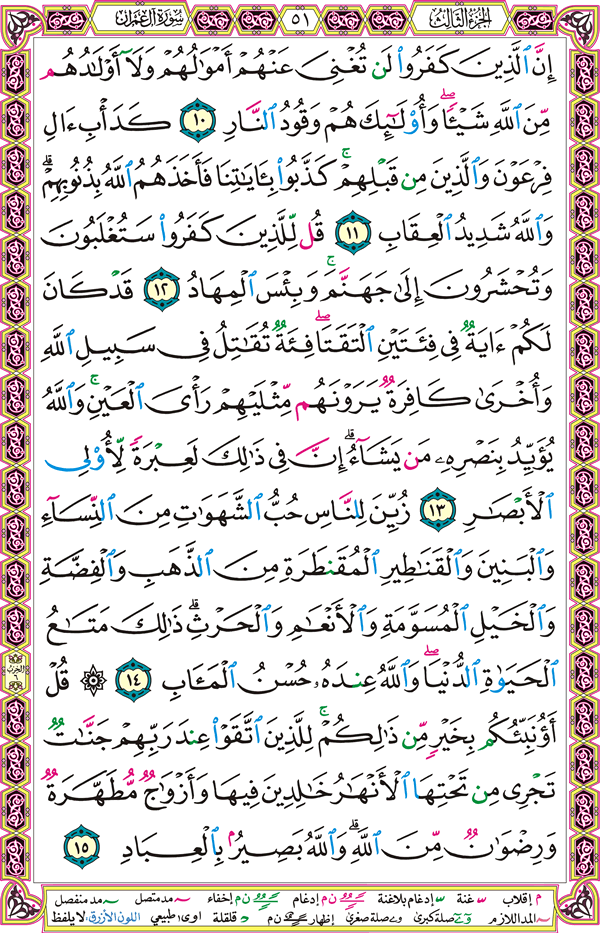 الجزء الثالث
٥١
سورة آل عمران
إِنَّ ٱلَّذِينَ كَفَرُوا۟ لَن تُغْنِىَ عَنْهُمْ أَمْوَٰلُهُمْ وَلَآ أَوْلَـٰدُهُم
مِّنَ ٱللَّهِ شَيْـًٔا ۖ وَأُو۟لَـٰٓئِكَ هُمْ وَقُودُ ٱلنَّارِ ١٠ كَدَأْبِ ءَالِ
فِرْعَوْنَ وَٱلَّذِينَ مِن قَبْلِهِمْ ۚ كَذَّبُوا۟ بِـَٔايَـٰتِنَا فَأَخَذَهُمُ ٱللَّهُ بِذُنُوبِهِمْ ۗ
وَٱللَّهُ شَدِيدُ ٱلْعِقَابِ ١١ قُل لِّلَّذِينَ كَفَرُوا۟ سَتُغْلَبُونَ
وَتُحْشَرُونَ إِلَىٰ جَهَنَّمَ ۚ وَبِئْسَ ٱلْمِهَادُ ١٢ قَدْ كَانَ
لَكُمْ ءَايَةٌ فِى فِئَتَيْنِ ٱلْتَقَتَا ۖ فِئَةٌ تُقَـٰتِلُ فِى سَبِيلِ ٱللَّهِ
وَأُخْرَىٰ كَافِرَةٌ يَرَوْنَهُم مِّثْلَيْهِمْ رَأْىَ ٱلْعَيْنِ ۚ وَٱللَّهُ
يُؤَيِّدُ بِنَصْرِهِۦ مَن يَشَآءُ ۗ إِنَّ فِى ذَٰلِكَ لَعِبْرَةً لِّأُو۟لِى
ٱلْأَبْصَـٰرِ ١٣ زُيِّنَ لِلنَّاسِ حُبُّ ٱلشَّهَوَٰتِ مِنَ ٱلنِّسَآءِ
وَٱلْبَنِينَ وَٱلْقَنَـٰطِيرِ ٱلْمُقَنطَرَةِ مِنَ ٱلذَّهَبِ وَٱلْفِضَّةِ
وَٱلْخَيْلِ ٱلْمُسَوَّمَةِ وَٱلْأَنْعَـٰمِ وَٱلْحَرْثِ ۗ ذَٰلِكَ مَتَـٰعُ
ٱلْحَيَوٰةِ ٱلدُّنْيَا ۖ وَٱللَّهُ عِندَهُۥ حُسْنُ ٱلْمَـَٔابِ ١٤ ۞ قُلْ
أَؤُنَبِّئُكُم بِخَيْرٍ مِّن ذَٰلِكُمْ ۚ لِلَّذِينَ ٱتَّقَوْا۟ عِندَ رَبِّهِمْ جَنَّـٰتٌ
تَجْرِى مِن تَحْتِهَا ٱلْأَنْهَـٰرُ خَـٰلِدِينَ فِيهَا وَأَزْوَٰجٌ مُّطَهَّرَةٌ
وَرِضْوَٰنٌ مِّنَ ٱللَّهِ ۗ وَٱللَّهُ بَصِيرٌۢ بِٱلْعِبَادِ ١٥
الحزب ٦
م إقلاب غنة إدغام بلاغنة ن م إدغام ن م إخفاء مد متصل مد منفصل
المد اللازم صلة كبرى صلة صغرى إظهار ن م قلقلة اوى طبيعي اللون الأزرق لا يلفظ